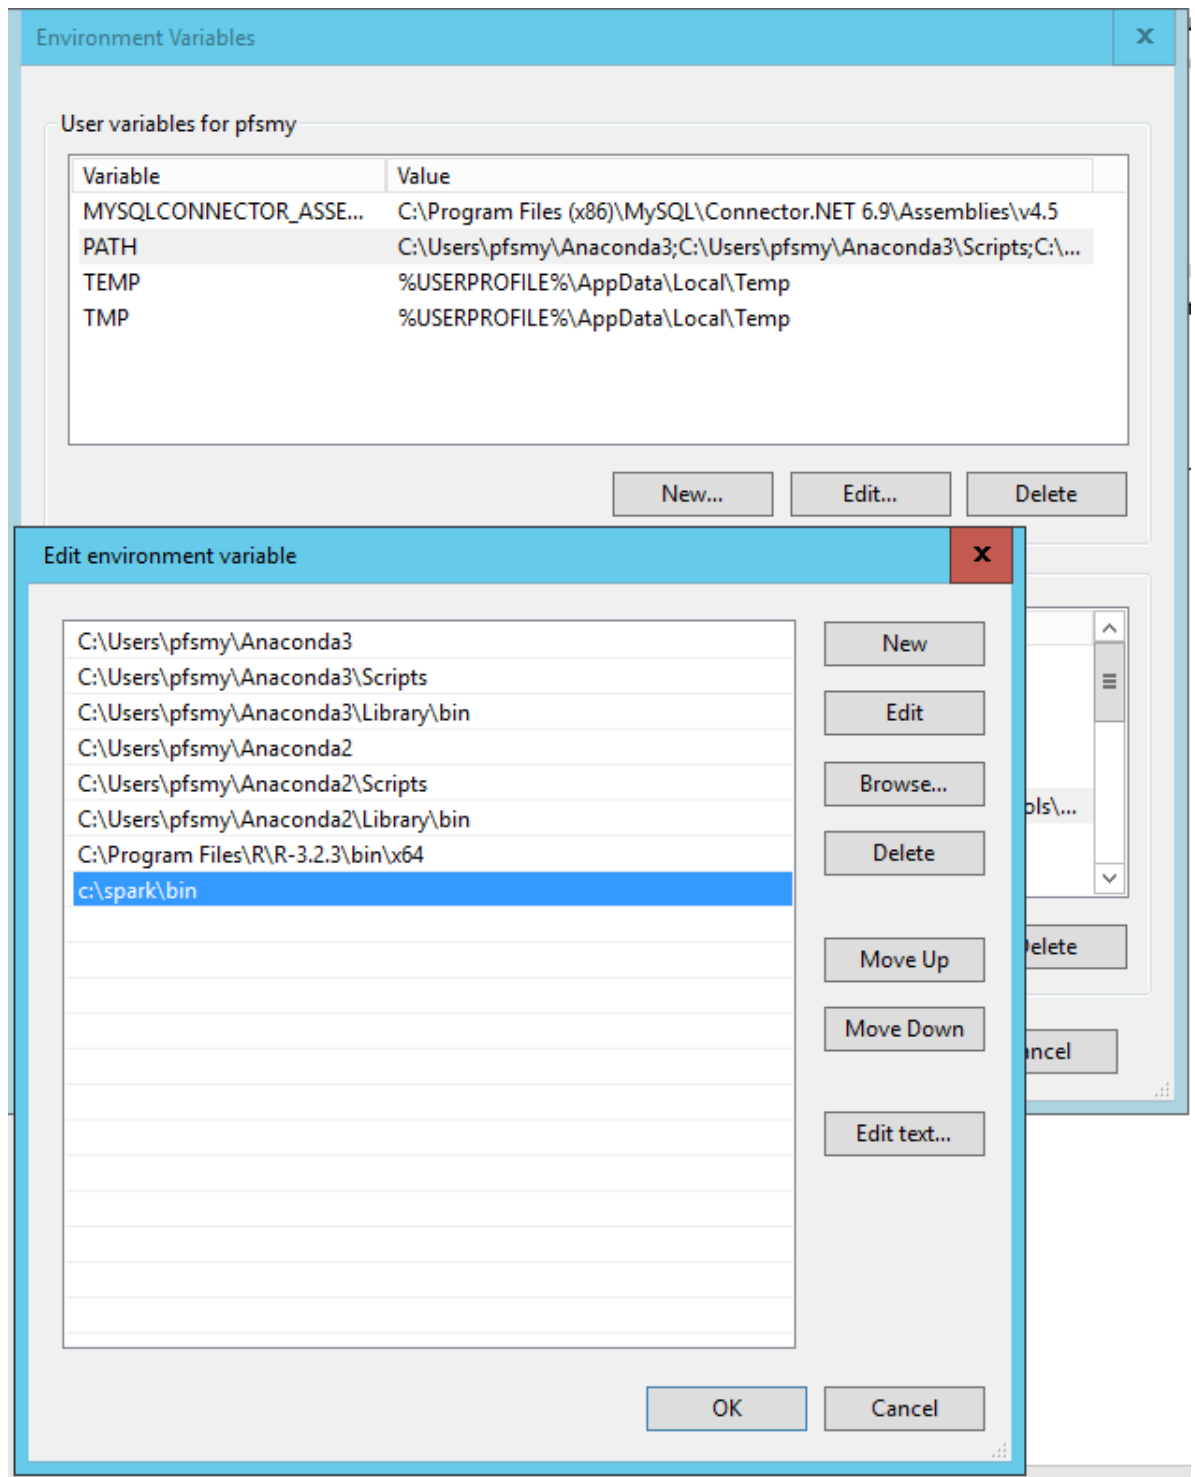 Environment Variables
x
User variables for pfsmy
Variable Value
MYSQLCONNECTOR_ASSE... C:\Program Files (x86)\MySQL\Connector.NET 6.9\Assemblies\v4.5
PATH C:\Users\pfsmy\Anaconda3;C:\Users\pfsmy\Anaconda3\Scripts;C:\...
TEMP %USERPROFILE%\AppData\Local\Temp
TMP %USERPROFILE%\AppData\Local\Temp
New... Edit... Delete
Edit environment variable
x
C:\Users\pfsmy\Anaconda3
C:\Users\pfsmy\Anaconda3\Scripts
C:\Users\pfsmy\Anaconda3\Library\bin
C:\Users\pfsmy\Anaconda2
C:\Users\pfsmy\Anaconda2\Scripts
C:\Users\pfsmy\Anaconda2\Library\bin
C:\Program Files\R\R-3.2.3\bin\x64
c:\spark\bin
New
Edit
Browse...
Delete
Move Up
Move Down
Edit text...
OK Cancel
ols\...
elete
ancel